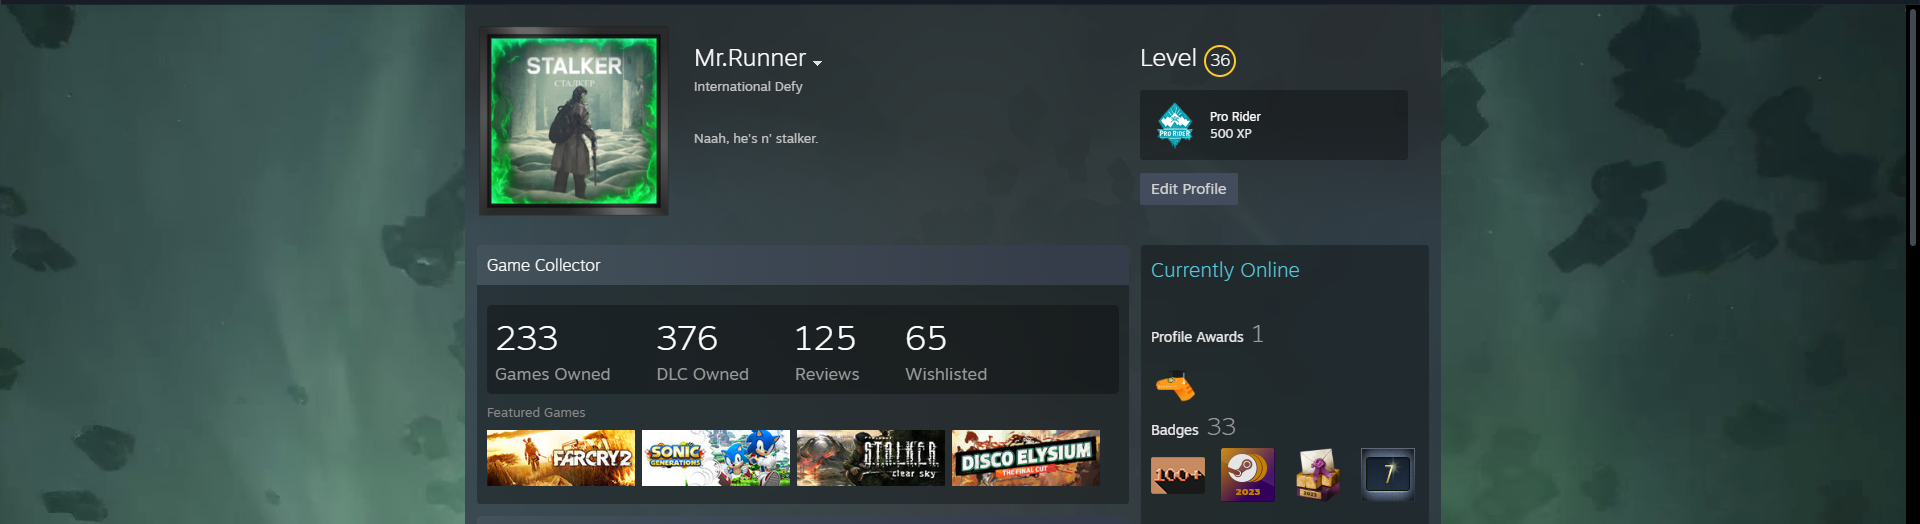 STALKER
СТАЛКЕР
Mr.Runner
International Defy
Naah, he's n' stalker.
Level 36
PRO RIDER
Pro Rider
500 XP
Edit Profile
Game Collector
233
Games Owned
376
DLC Owned
125
Reviews
65
Wishlisted
Featured Games
FARCRY2
SONIC
GENERATIONS
S.T.A.L.K.E.R.
clear sky
DISCO ELYSIUM
THE FINAL CUT
Currently Online
Profile Awards 1
Badges 33
100+
2023
2023
7